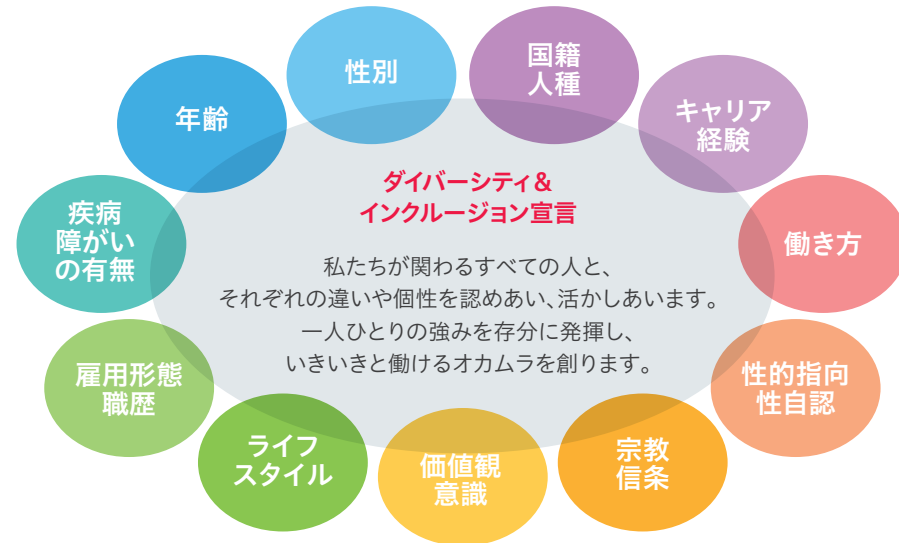 性別
国籍
人種
年齢
キャリア
経験
ダイバーシティ&
インクルージョン宣言
疾病
障がい
の有無
働き方
私たちが関わるすべての人と、
それぞれの違いや個性を認めあい、活かしあいます。
一人ひとりの強みを存分に発揮し、
いきいきと働けるオカムラを創ります。
雇用形態
職歴
性的指向
性自認
ライフ
スタイル
価値観
意識
宗教
信条